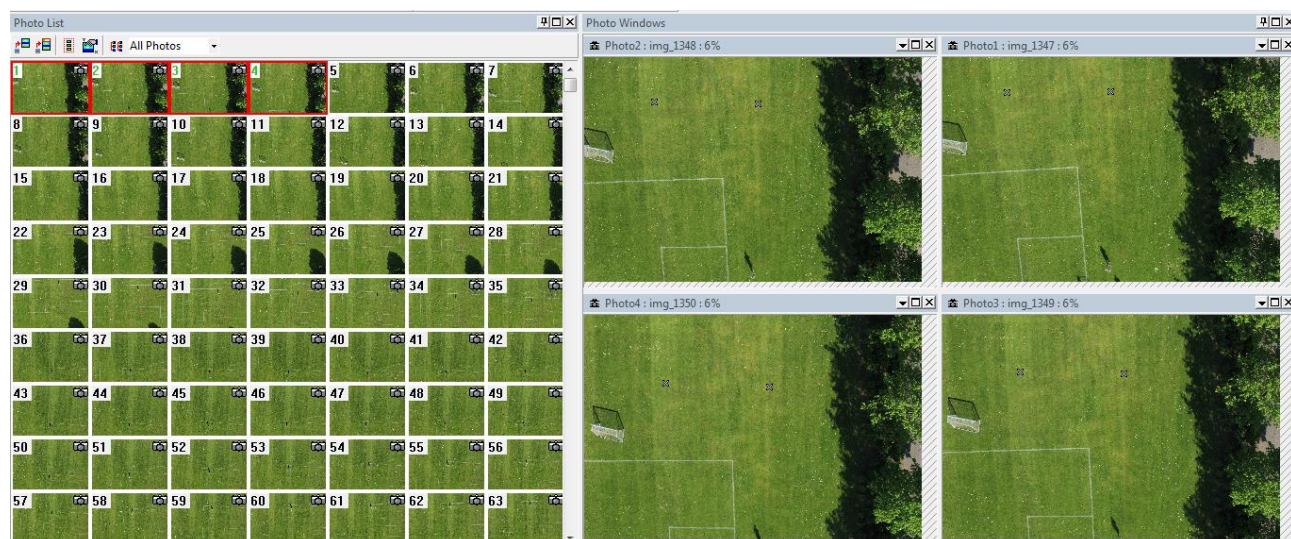 Photo List
All Photos
1 2 3 4 5 6 7
8 9 10 11 12 13 14
15 16 17 18 19 20 21
22 23 24 25 26 27 28
29 30 31 32 33 34 35
36 37 38 39 40 41 42
43 44 45 46 47 48 49
50 51 52 53 54 55 56
57 58 59 60 61 62 63
Photo Windows
Photo2 : img_1348 : 6%
Photo1 : img_1347 : 6%
Photo4 : img_1350 : 6%
Photo3 : img_1349 : 6%